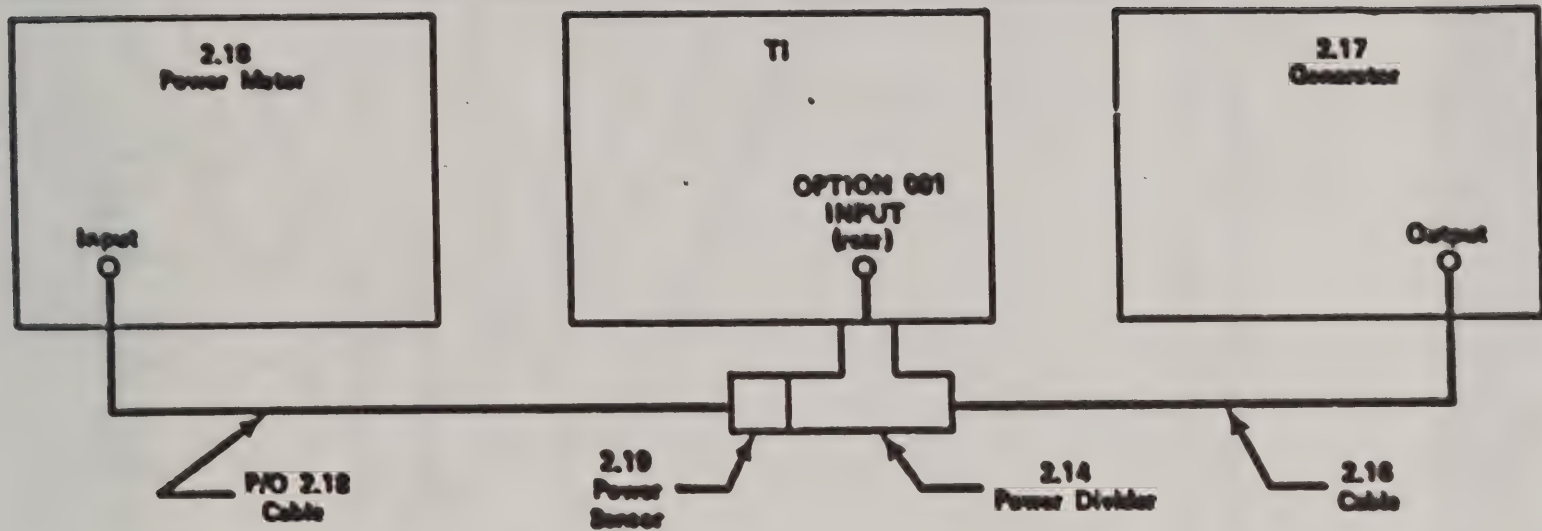 2.18
Power Meter
Input
TI
OPTION 001
INPUT
(rear)
2.17
Generator
Output
P/O 2.18
Cable
2.19
Power
Sensor
2.14
Power Divider
2.16
Cable